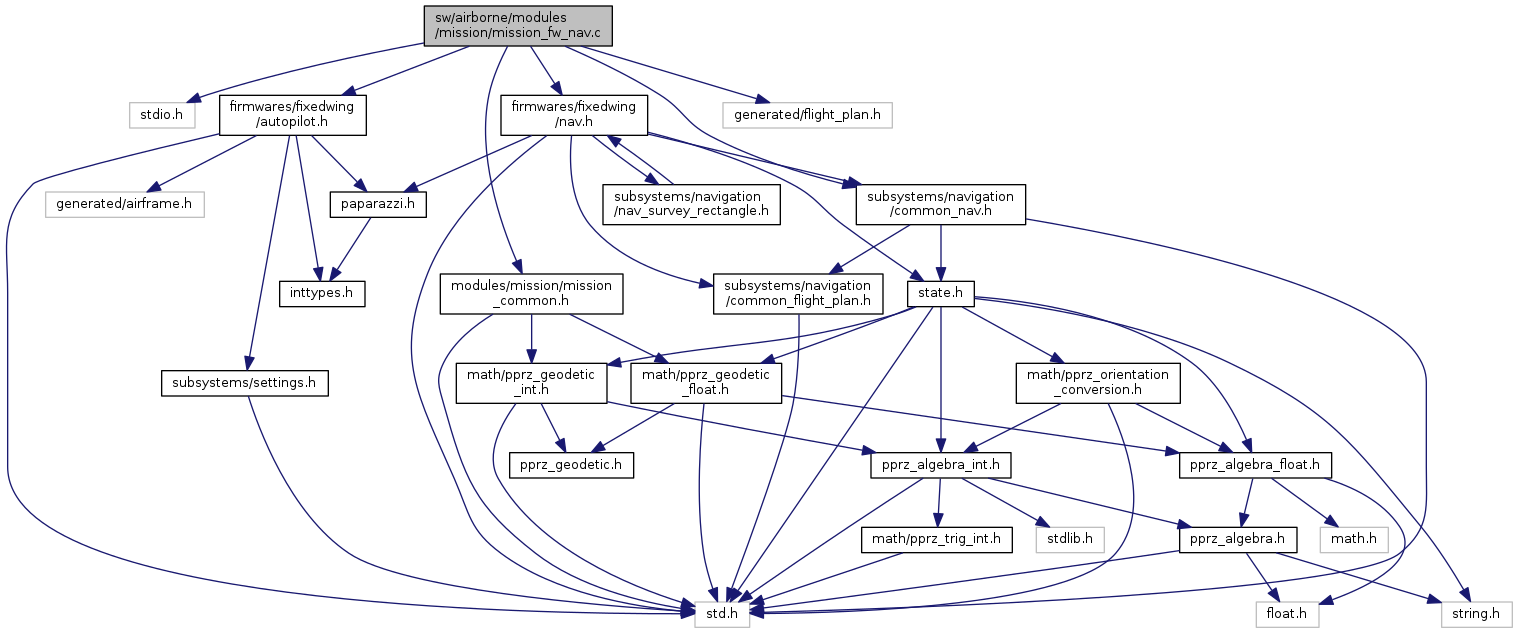 sw/airborne/modules
/mission/mission_fw_nav.c
stdio.h
firmwares/fixedwing
/autopilot.h
firmwares/fixedwing
/nav.h
generated/flight_plan.h
generated/airframe.h
paparazzi.h
subsystems/navigation
/nav_survey_rectangle.h
subsystems/navigation
/common_nav.h
inttypes.h
modules/mission/mission
_common.h
subsystems/navigation
/common_flight_plan.h
state.h
subsystems/settings.h
math/pprz_geodetic
_int.h
math/pprz_geodetic
_float.h
math/pprz_orientation
_conversion.h
pprz_geodetic.h
pprz_algebra_int.h
pprz_algebra_float.h
math/pprz_trig_int.h
stdlib.h
pprz_algebra.h
math.h
std.h
float.h
string.h